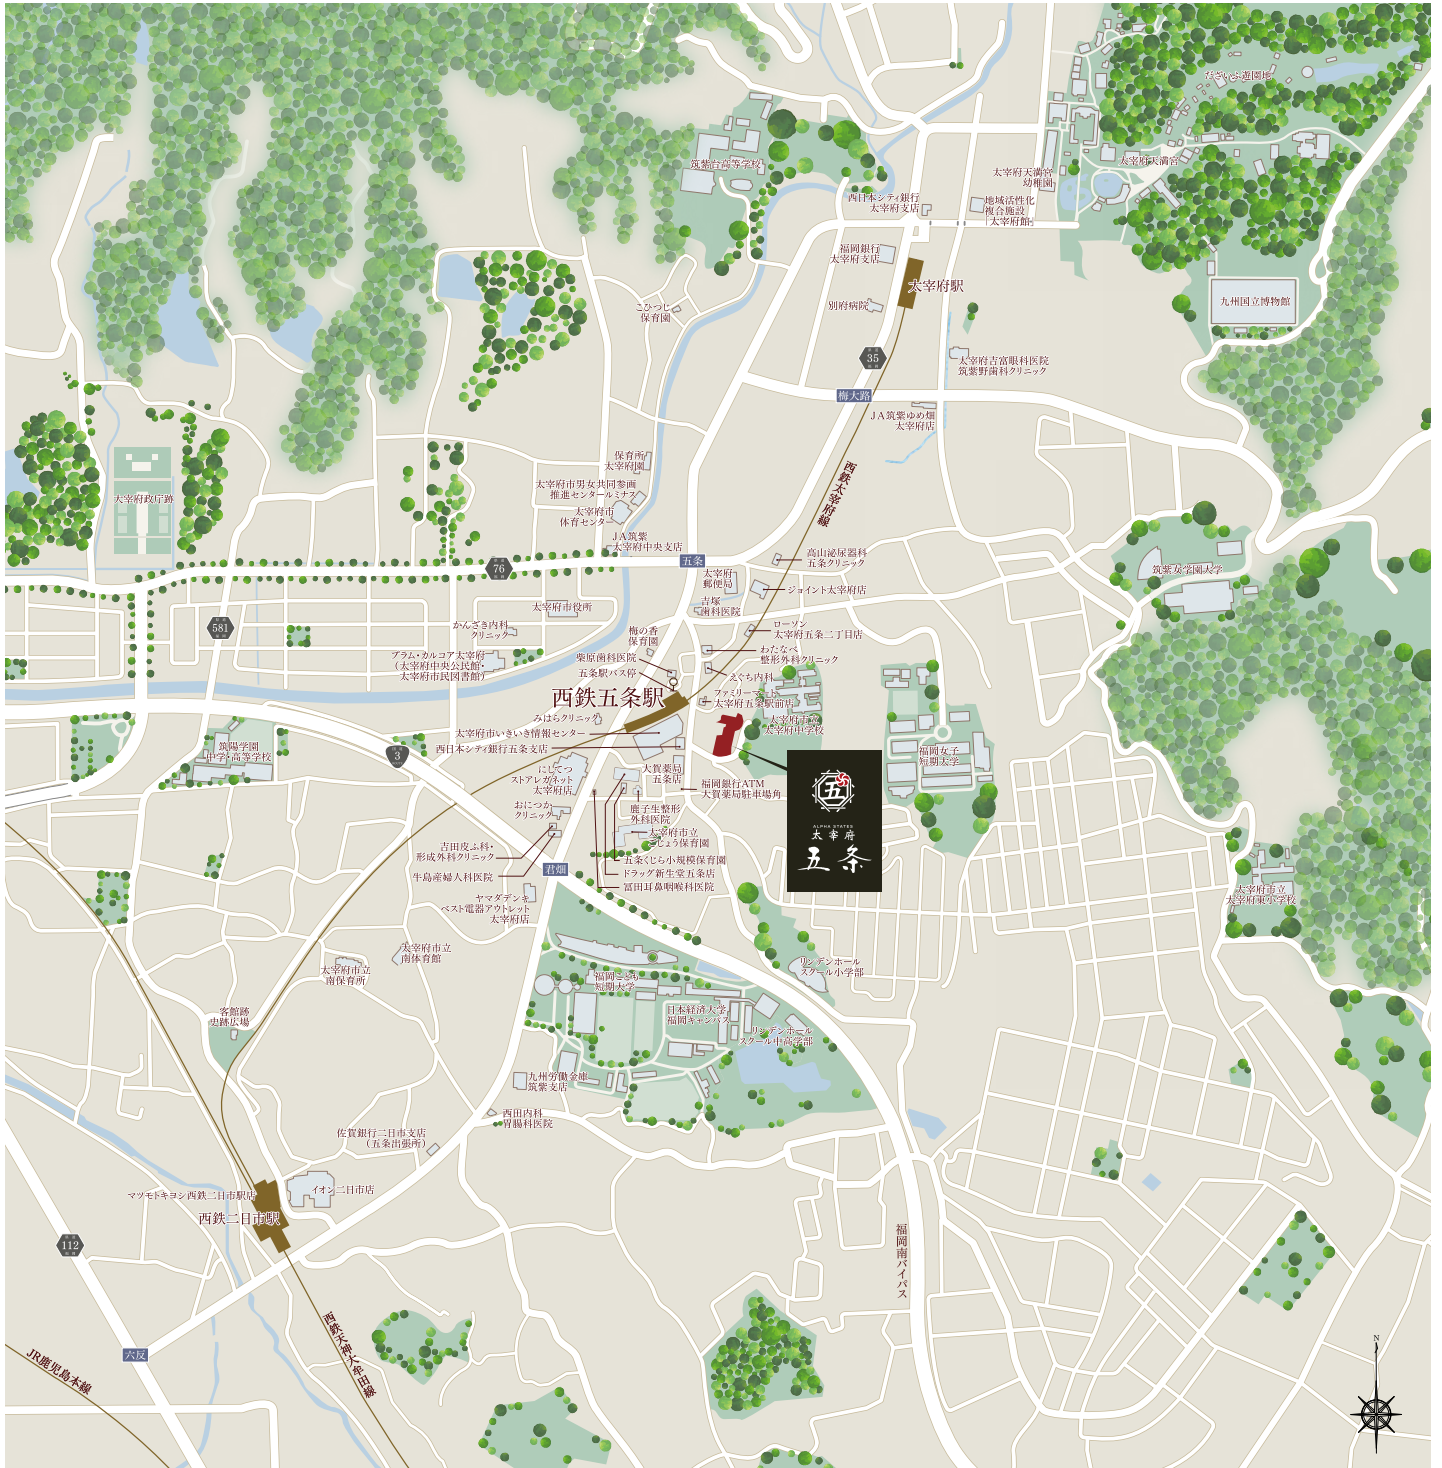 だざいふ遊園地
筑紫台高等学校
太宰府天満宮
太宰府天満宮
幼稚園
西日本シティ銀行
太宰府支店
地域活性化
複合施設
「太宰府館」
福岡銀行
太宰府支店
太宰府駅
九州国立博物館
別府病院
こひつじ
保育園
35
太宰府吉富眼科医院
筑紫野歯科クリニック
梅大路
JA筑紫ゆめ畑
太宰府店
保育所
太宰府園
西鉄太宰府線
太宰府市男女共同参画
推進センタールミナス
大宰府政庁跡
太宰府市
体育センター
JA筑紫
太宰府中央支店
五条
高山泌尿器科
五条クリニック
76
太宰府
郵便局
筑紫女学園大学
ジョイント太宰府店
吉塚
歯科医院
太宰府市役所
581
かんざき内科
クリニック
梅の香
保育園
ローソン
太宰府五条二丁目店
プラム・カルコア太宰府
(太宰府中央公民館・
太宰府市民図書館)
柴原歯科医院
五条駅バス停
わたなべ
整形外科クリニック
えぐち内科
西鉄五条駅
ファミリーマート
太宰府五条駅前店
みはらクリニック
太宰府市立
太宰府中学校
太宰府市いきいき情報センター
西日本シティ銀行五条支店
筑陽学園
中学・高等学校
3
福岡女子
短期大学
にしてつ
ストアレガネット
太宰府店
大賀薬局
五条店
福岡銀行ATM
大賀薬局駐車場角
五
ALPHA STATES
太宰府
五条
おにつか
クリニック
鹿子生整形
外科医院
太宰府市立
ごじょう保育園
吉田皮ふ科・
形成外科クリニック
五条くじら小規模保育園
君畑
ドラッグ新生堂五条店
牛島産婦人科医院
冨田耳鼻咽喉科医院
太宰府市立
太宰府東小学校
ヤマダデンキ
ベスト電器アウトレット
太宰府店
太宰府市立
南体育館
太宰府市立
南保育所
リンデンホール
スクール小学部
福岡こども
短期大学
客館跡
史跡広場
日本経済大学
福岡キャンパス
リンデンホール
スクール中高学部
九州労働金庫
筑紫支店
西田内科
胃腸科医院
佐賀銀行二日市支店
(五条出張所)
マツモトキヨシ西鉄二日市駅店
イオン二日市店
西鉄二日市駅
112
福岡南バイパス
六反
西鉄天神大牟田線
JR鹿児島本線
N